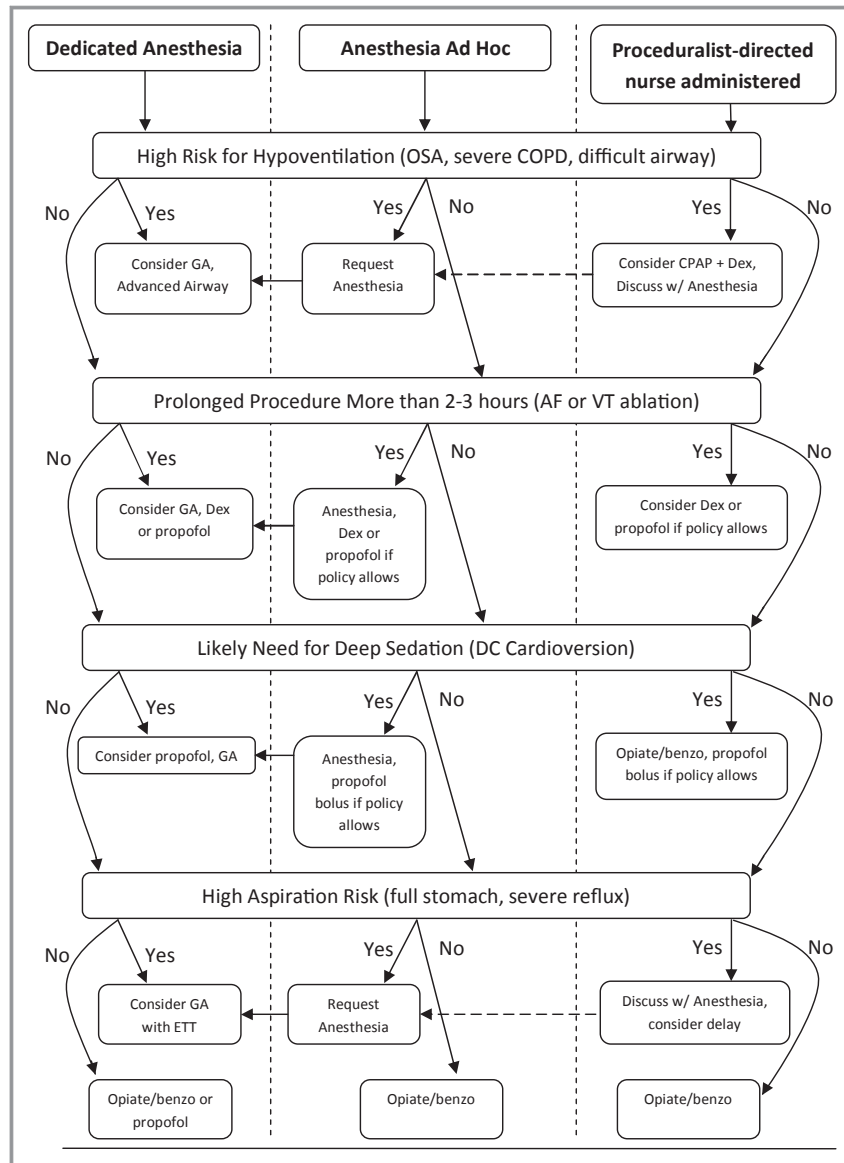 Dedicated Anesthesia
Anesthesia Ad Hoc
Proceduralist-directed
nurse administered
High Risk for Hypoventilation (OSA, severe COPD, difficult airway)
No
Yes
Yes
No
Yes
No
Consider GA,
Advanced Airway
Request
Anesthesia
Consider CPAP + Dex,
Discuss w/ Anesthesia
Prolonged Procedure More than 2-3 hours (AF or VT ablation)
No
Yes
Yes
No
Yes
No
Consider GA, Dex
or propofol
Anesthesia,
Dex or
propofol if
policy allows
Consider Dex or
propofol if policy allows
Likely Need for Deep Sedation (DC Cardioversion)
No
Yes
Yes
No
Yes
No
Consider propofol, GA
Anesthesia,
propofol
bolus if policy
allows
Opiate/benzo, propofol
bolus if policy allows
High Aspiration Risk (full stomach, severe reflux)
No
Yes
Yes
No
Yes
No
Consider GA
with ETT
Request
Anesthesia
Discuss w/ Anesthesia,
consider delay
Opiate/benzo or
propofol
Opiate/benzo
Opiate/benzo